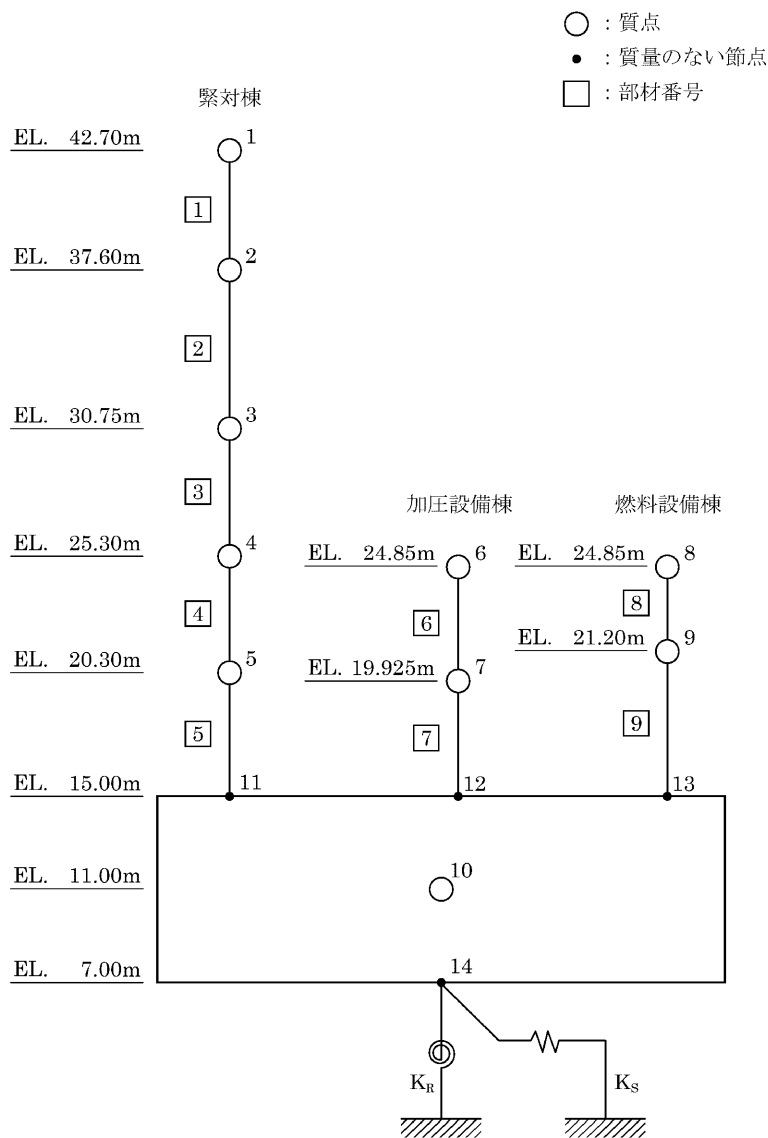 ：質点
：質量のない節点
：部材番号
緊対棟
EL. 42.70m
1
1
EL. 37.60m
2
2
EL. 30.75m
3
3
加圧設備棟
燃料設備棟
EL. 25.30m
4
EL. 24.85m
6
EL. 24.85m
8
4
6
8
EL. 21.20m
9
EL. 20.30m
5
EL. 19.925m
7
5
7
9
EL. 15.00m
11
12
13
EL. 11.00m
10
EL. 7.00m
14
KR
KS